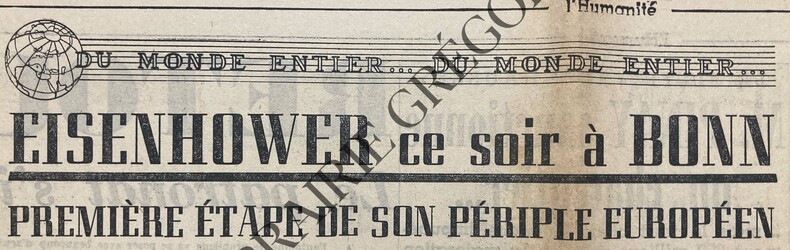 l'Humanité
DU MONDE ENTIER... DU MONDE ENTIER...
EISENHOWER ce soir à BONN
PREMIÈRE ÉTAPE DE SON PÉRIPLE EUROPÉEN